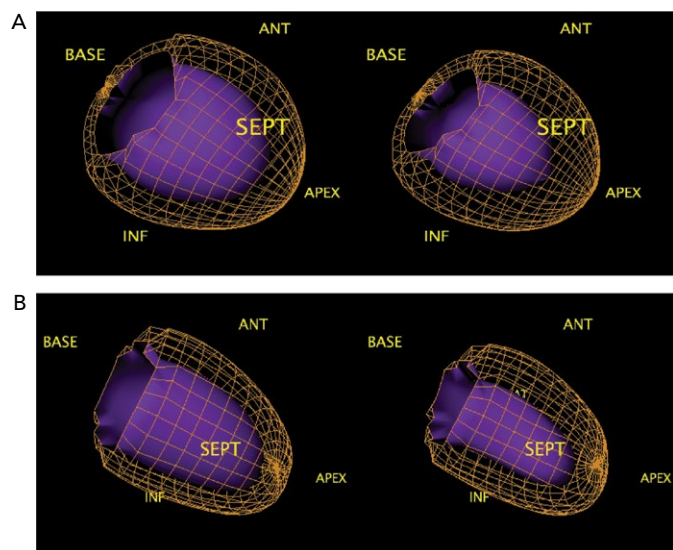 A
ANT
BASE
SEPT
APEX
INF
ANT
BASE
SEPT
APEX
INF
B
ANT
BASE
SEPT
APEX
INF
ANT
BASE
AT
SEPT
APEX
INF